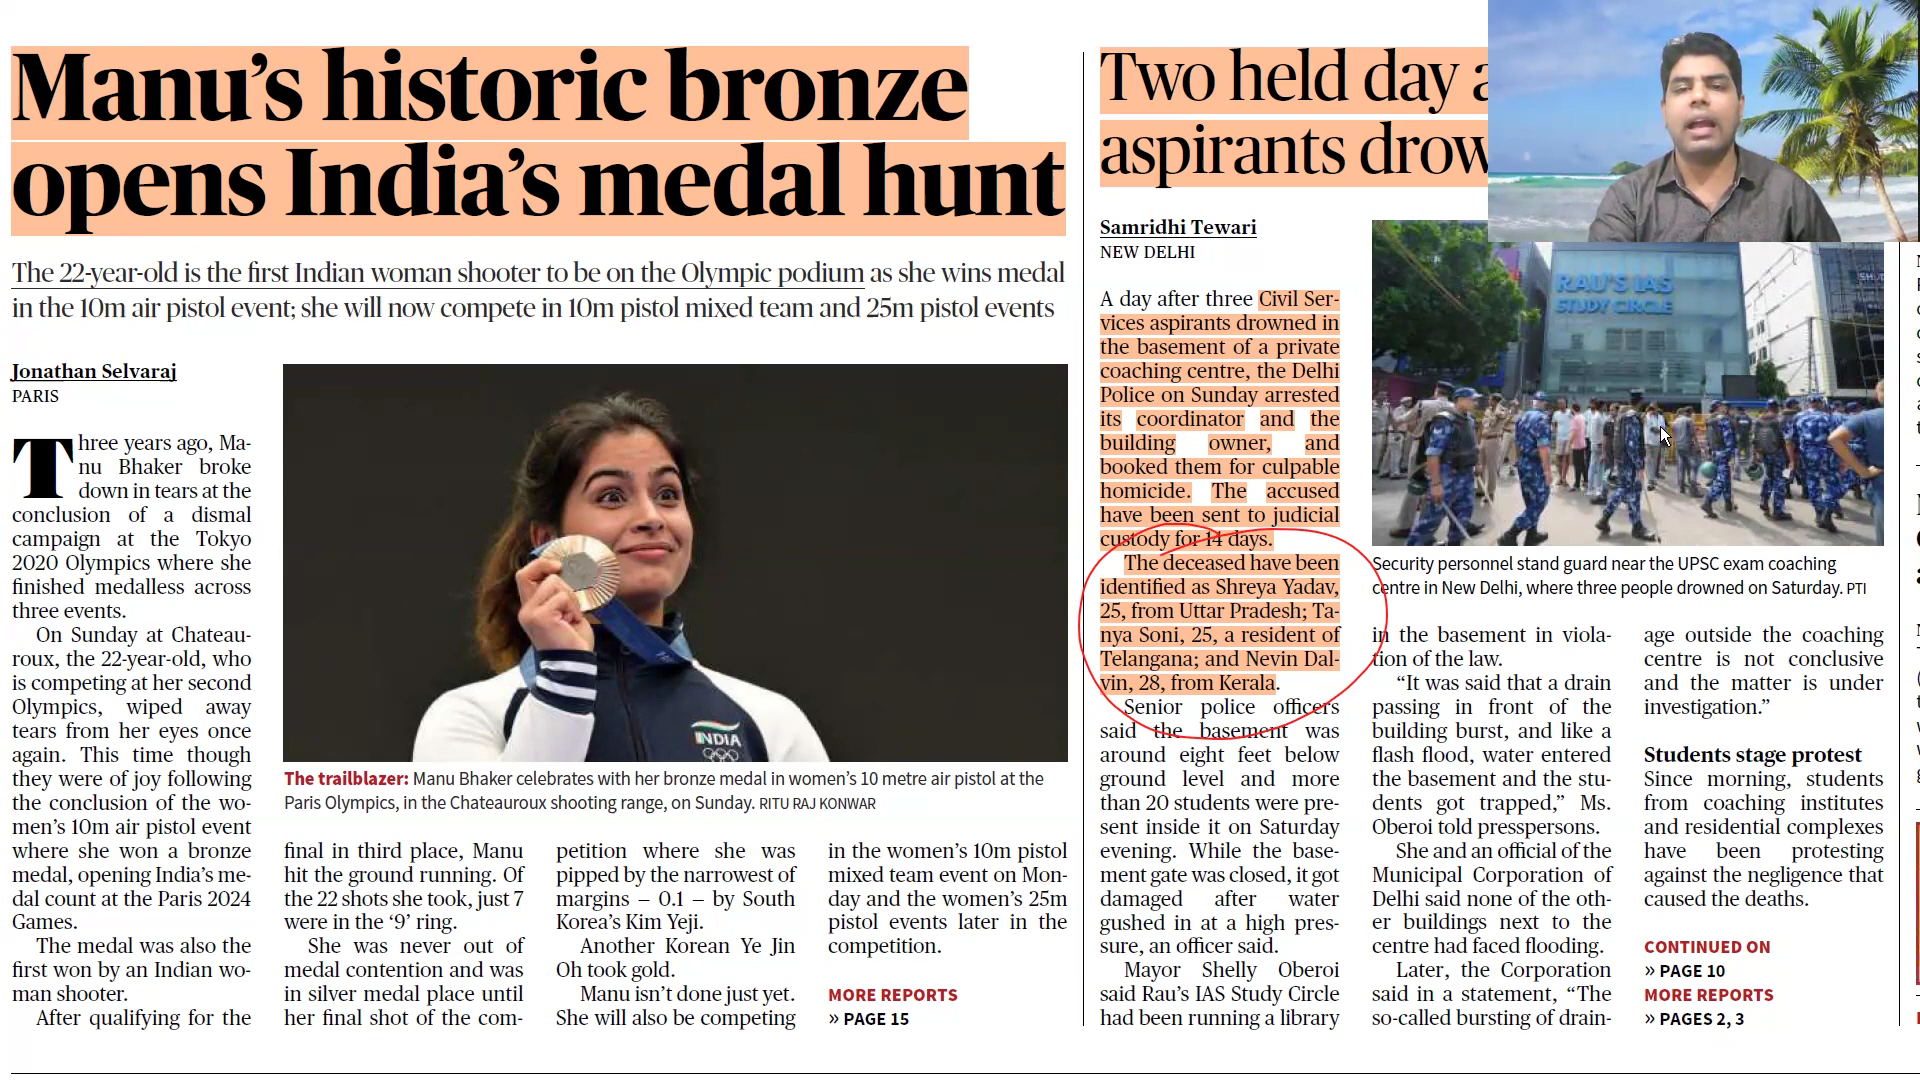 Manu’s historic bronze
opens India’s medal hunt
The 22-year-old is the first Indian woman shooter to be on the Olympic podium as she wins medal
in the 10m air pistol event; she will now compete in 10m pistol mixed team and 25m pistol events
Jonathan Selvaraj
PARIS
Three years ago, Ma-
nu Bhaker broke
down in tears at the
conclusion of a dismal
campaign at the Tokyo
2020 Olympics where she
finished medalless across
three events.
On Sunday at Chateau-
roux, the 22-year-old, who
is competing at her second
Olympics, wiped away
tears from her eyes once
again. This time though
they were of joy following
the conclusion of the wo-
men’s 10m air pistol event
where she won a bronze
medal, opening India’s me-
dal count at the Paris 2024
Games.
The medal was also the
first won by an Indian wo-
man shooter.
After qualifying for the
INDIA
The trailblazer: Manu Bhaker celebrates with her bronze medal in women’s 10 metre air pistol at the
Paris Olympics, in the Chateauroux shooting range, on Sunday. RITU RAJ KONWAR
final in third place, Manu
hit the ground running. Of
the 22 shots she took, just 7
were in the ‘9’ ring.
She was never out of
medal contention and was
in silver medal place until
her final shot of the com-
petition where she was
pipped by the narrowest of
margins – 0.1 – by South
Korea’s Kim Yeji.
Another Korean Ye Jin
Oh took gold.
Manu isn’t done just yet.
She will also be competing
in the women’s 10m pistol
mixed team event on Mon-
day and the women’s 25m
pistol events later in the
competition.
MORE REPORTS
» PAGE 15
Two held day a
aspirants drow
Samridhi Tewari
NEW DELHI
A day after three Civil Ser-
vices aspirants drowned in
the basement of a private
coaching centre, the Delhi
Police on Sunday arrested
its coordinator and the
building owner, and
booked them for culpable
homicide. The accused
have been sent to judicial
custody for 14 days.
The deceased have been
identified as Shreya Yadav,
25, from Uttar Pradesh; Ta-
nya Soni, 25, a resident of
Telangana; and Nevin Dal-
vin, 28, from Kerala.
Senior police officers
said the basement was
around eight feet below
ground level and more
than 20 students were pre-
sent inside it on Saturday
evening. While the base-
ment gate was closed, it got
damaged after water
gushed in at a high pres-
sure, an officer said.
Mayor Shelly Oberoi
said Rau’s IAS Study Circle
had been running a library
RAU'S IAS
STUDY CIRCLE
Security personnel stand guard near the UPSC exam coaching
centre in New Delhi, where three people drowned on Saturday. PTI
in the basement in viola-
tion of the law.
“It was said that a drain
passing in front of the
building burst, and like a
flash flood, water entered
the basement and the stu-
dents got trapped,” Ms.
Oberoi told presspersons.
She and an official of the
Municipal Corporation of
Delhi said none of the oth-
er buildings next to the
centre had faced flooding.
Later, the Corporation
said in a statement, “The
so-called bursting of drain-
age outside the coaching
centre is not conclusive
and the matter is under
investigation.”
Students stage protest
Since morning, students
from coaching institutes
and residential complexes
have been protesting
against the negligence that
caused the deaths.
CONTINUED ON
» PAGE 10
MORE REPORTS
» PAGES 2, 3